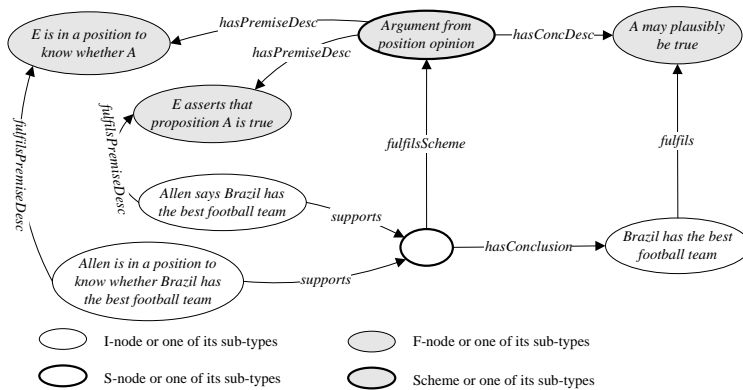 E is in a position to
know whether A
hasPremiseDesc
Argument from
position opinion
hasConcDesc
A may plausibly
be true
hasPremiseDesc
E asserts that
proposition A is true
fulfilsPremiseDesc
fulfilsPremiseDesc
fulfilsScheme
fulfils
Allen says Brazil has
the best football team
supports
hasConclusion
Brazil has the best
football team
Allen is in a position to
know whether Brazil has
the best football team
supports
I-node or one of its sub-types
F-node or one of its sub-types
S-node or one of its sub-types
Scheme or one of its sub-types